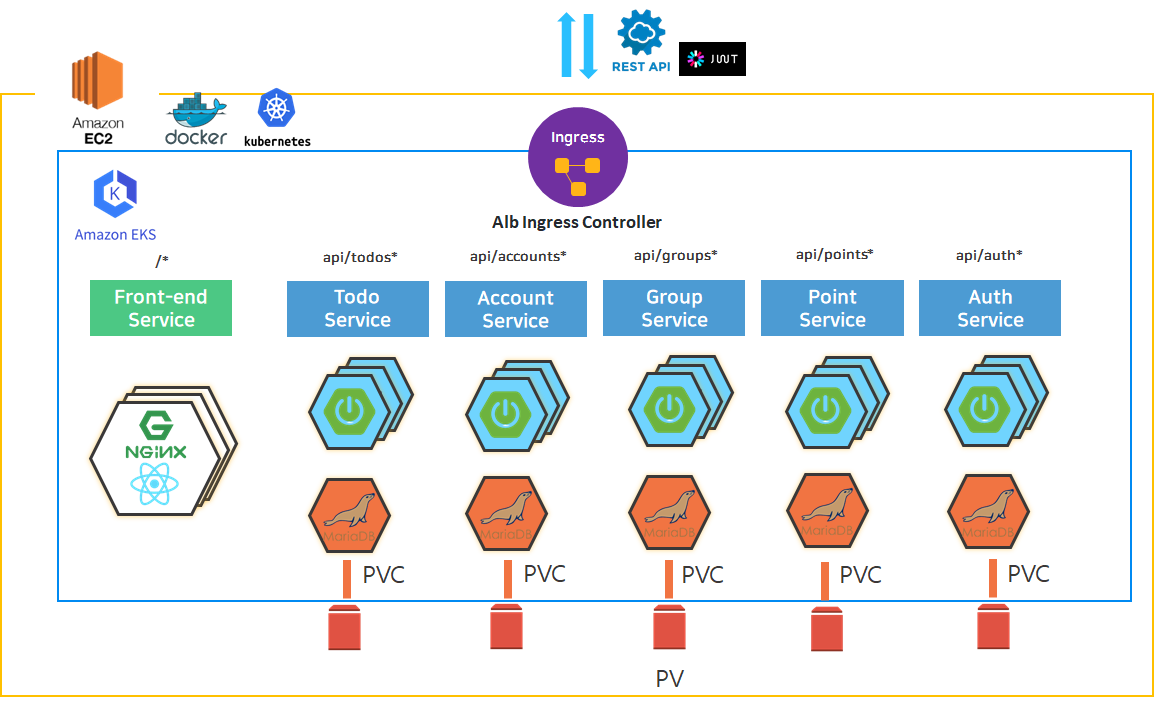 REST API
JWT
Amazon
EC2
docker
kubernetes
Ingress
K
Amazon EKS
Alb Ingress Controller
/*
api/todos*
api/accounts*
api/groups*
api/points*
api/auth*
Front-end
Service
Todo
Service
Account
Service
Group
Service
Point
Service
Auth
Service
NGiNX
MariaDB
MariaDB
MariaDB
MariaDB
MariaDB
PVC
PVC
PVC
PVC
PVC
PV